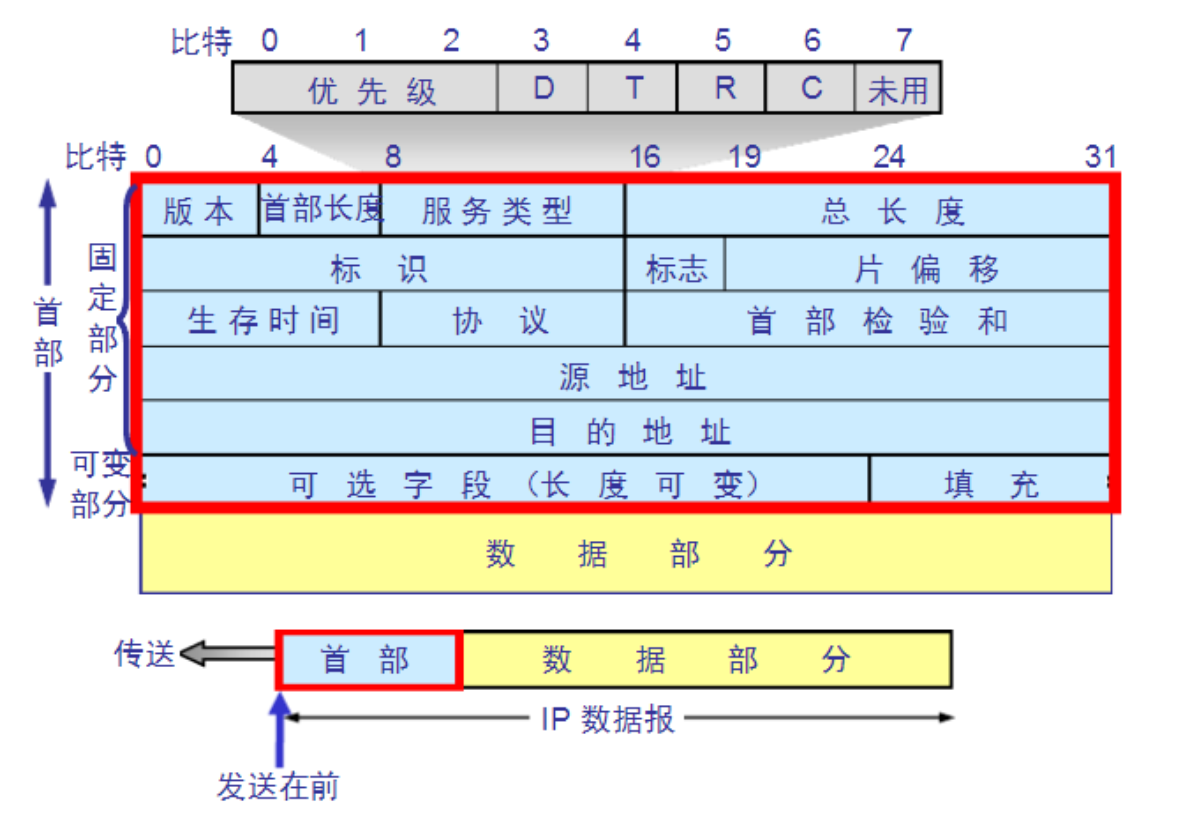 比特 0 1 2 3 4 5 6 7
优先级 D T R C 未用
比特 0 4 8 16 19 24 31
版本 首部长度 服务类型 总长度
标识 标志 片偏移
生存时间 协议 首部检验和
源地址
目的地址
可选字段（长度可变） 填充
数据部分
首部
固定部分
可变部分
传送 首部 数据部分
IP 数据报
发送在前